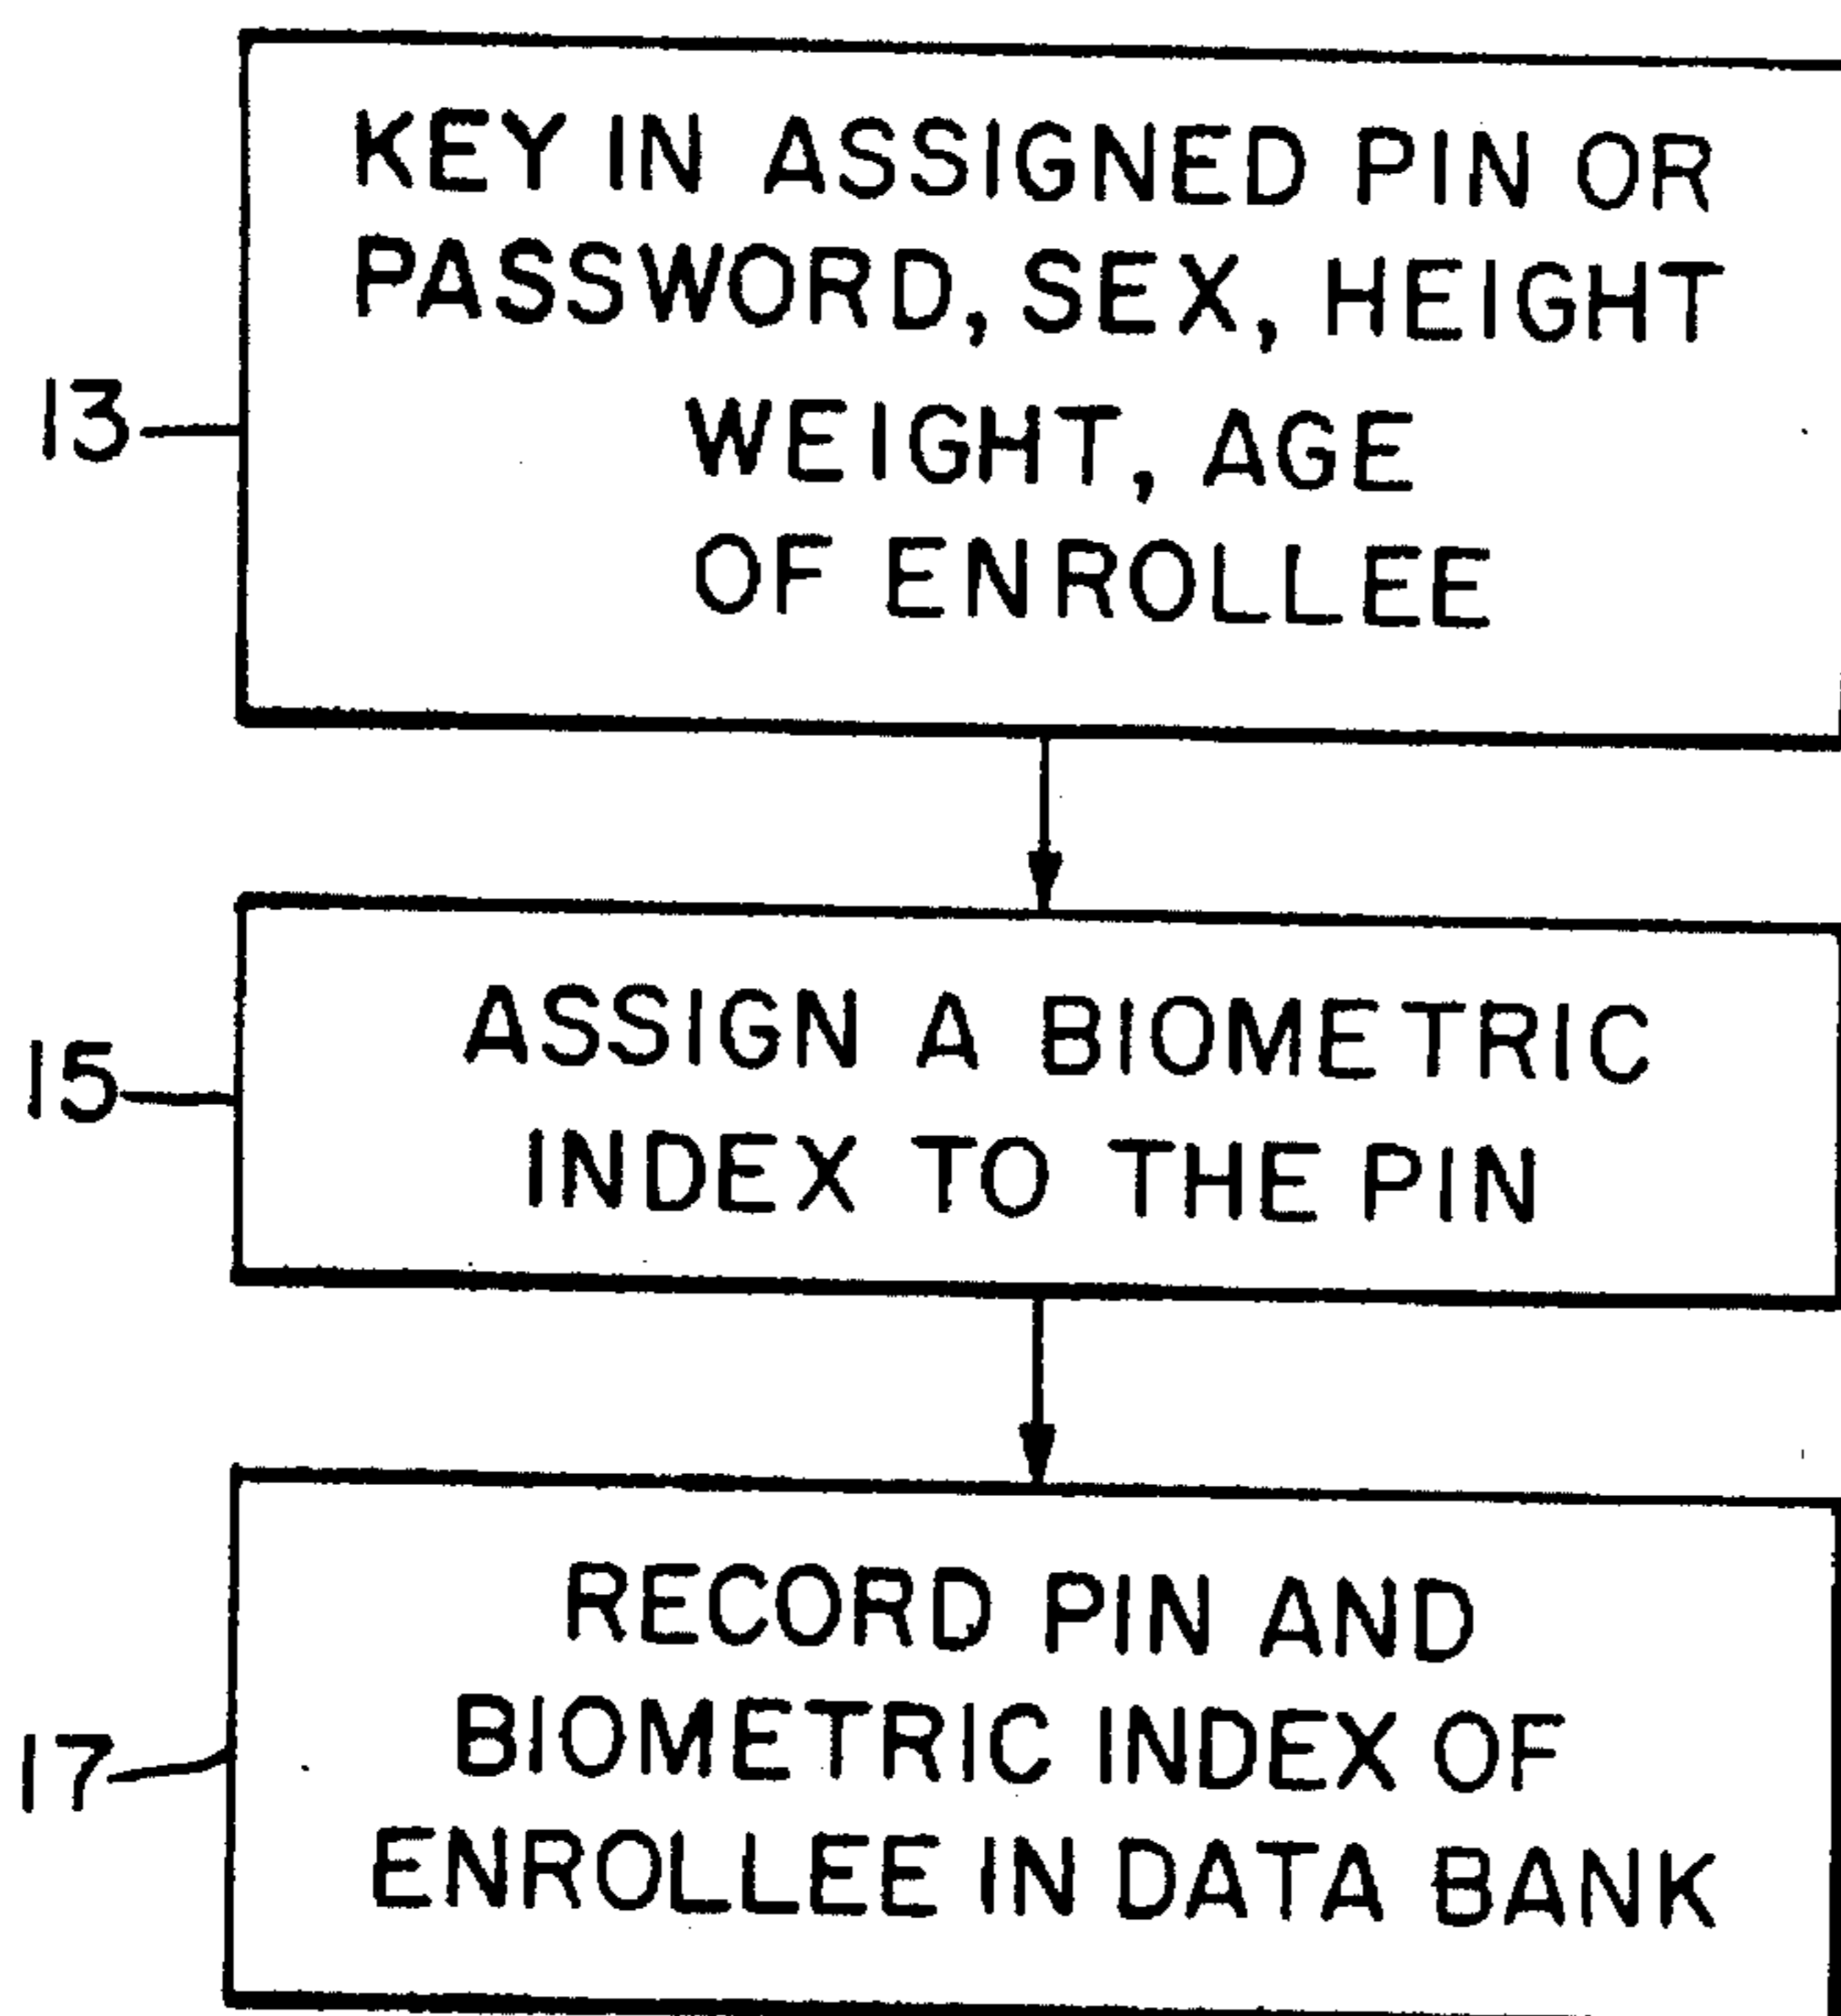 KEY IN ASSIGNED PIN OR
PASSWORD, SEX, HEIGHT
13
WEIGHT, AGE
OF ENROLLEE
ASSIGN A BIOMETRIC
15
INDEX TO THE PIN
RECORD PIN AND
BIOMETRIC INDEX OF
17
ENROLLEE IN DATA BANK